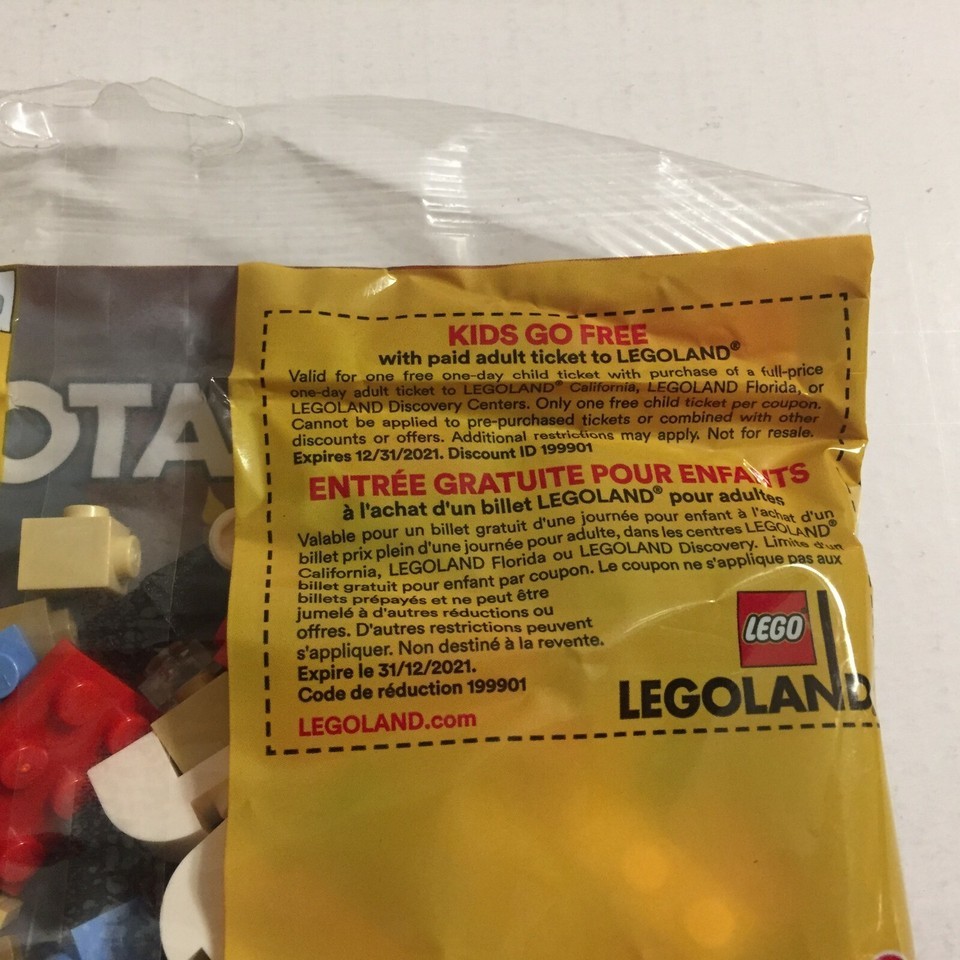 OTA
KIDS GO FREE
with paid adult ticket to LEGOLAND®
Valid for one free one-day child ticket with purchase of a full-price
one-day adult ticket to LEGOLAND® California, LEGOLAND Florida, or
LEGOLAND Discovery Centers. Only one free child ticket per coupon.
Cannot be applied to pre-purchased tickets or combined with other
discounts or offers. Additional restrictions may apply. Not for resale.
Expires 12/31/2021. Discount ID 199901
ENTRÉE GRATUITE POUR ENFANTS
à l'achat d'un billet LEGOLAND® pour adultes
Valable pour un billet gratuit d'une journée pour enfant à l'achat d'un
billet prix plein d'une journée pour adulte, dans les centres LEGOLAND®
California, LEGOLAND Florida ou LEGOLAND Discovery. Limite d'un
billet gratuit pour enfant par coupon. Le coupon ne s'applique pas aux
billets prépayés et ne peut être
jumelé à d'autres réductions ou
offres. D'autres restrictions peuvent
s'appliquer. Non destiné à la revente.
Expire le 31/12/2021.
Code de réduction 199901
LEGOLAND.com
LEGO
LEGOLAND